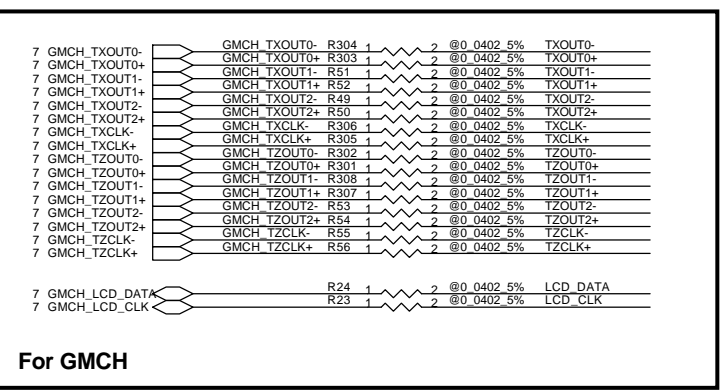 7 GMCH_TXOUT0- GMCH_TXOUT0- R304 1 2 @0_0402_5% TXOUT0-
7 GMCH_TXOUT0+ GMCH_TXOUT0+ R303 1 2 @0_0402_5% TXOUT0+
7 GMCH_TXOUT1- GMCH_TXOUT1- R51 1 2 @0_0402_5% TXOUT1-
7 GMCH_TXOUT1+ GMCH_TXOUT1+ R52 1 2 @0_0402_5% TXOUT1+
7 GMCH_TXOUT2- GMCH_TXOUT2- R49 1 2 @0_0402_5% TXOUT2-
7 GMCH_TXOUT2+ GMCH_TXOUT2+ R50 1 2 @0_0402_5% TXOUT2+
7 GMCH_TXCLK- GMCH_TXCLK- R306 1 2 @0_0402_5% TXCLK-
7 GMCH_TXCLK+ GMCH_TXCLK+ R305 1 2 @0_0402_5% TXCLK+
7 GMCH_TZOUT0- GMCH_TZOUT0- R302 1 2 @0_0402_5% TZOUT0-
7 GMCH_TZOUT0+ GMCH_TZOUT0+ R301 1 2 @0_0402_5% TZOUT0+
7 GMCH_TZOUT1- GMCH_TZOUT1- R308 1 2 @0_0402_5% TZOUT1-
7 GMCH_TZOUT1+ GMCH_TZOUT1+ R307 1 2 @0_0402_5% TZOUT1+
7 GMCH_TZOUT2- GMCH_TZOUT2- R53 1 2 @0_0402_5% TZOUT2-
7 GMCH_TZOUT2+ GMCH_TZOUT2+ R54 1 2 @0_0402_5% TZOUT2+
7 GMCH_TZCLK- GMCH_TZCLK- R55 1 2 @0_0402_5% TZCLK-
7 GMCH_TZCLK+ GMCH_TZCLK+ R56 1 2 @0_0402_5% TZCLK+
7 GMCH_LCD_DATA R24 1 2 @0_0402_5% LCD_DATA
7 GMCH_LCD_CLK R23 1 2 @0_0402_5% LCD_CLK
For GMCH